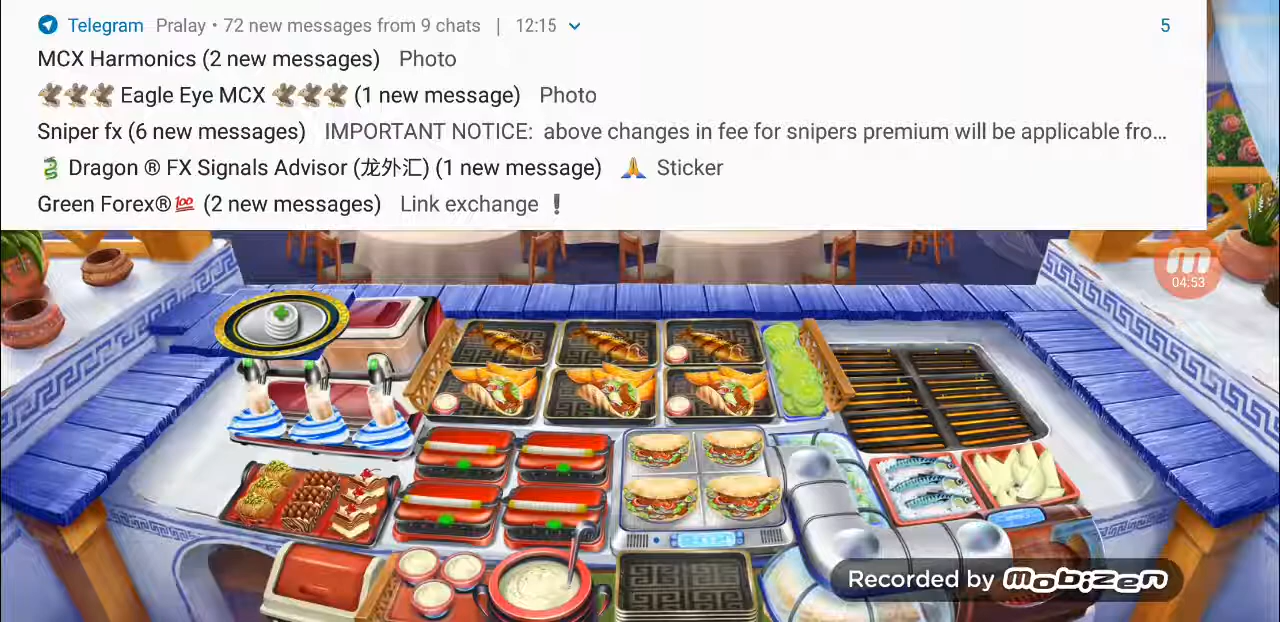 Telegram Pralay • 72 new messages from 9 chats | 12:15 5
MCX Harmonics (2 new messages) Photo
🦅🦅🦅 Eagle Eye MCX 🦅🦅🦅 (1 new message) Photo
Sniper fx (6 new messages) IMPORTANT NOTICE: above changes in fee for snipers premium will be applicable fro...
🐉 Dragon ® FX Signals Advisor (龙外汇) (1 new message) 🙏 Sticker
Green Forex®💯 (2 new messages) Link exchange ❗
04:53
Recorded by mobizen